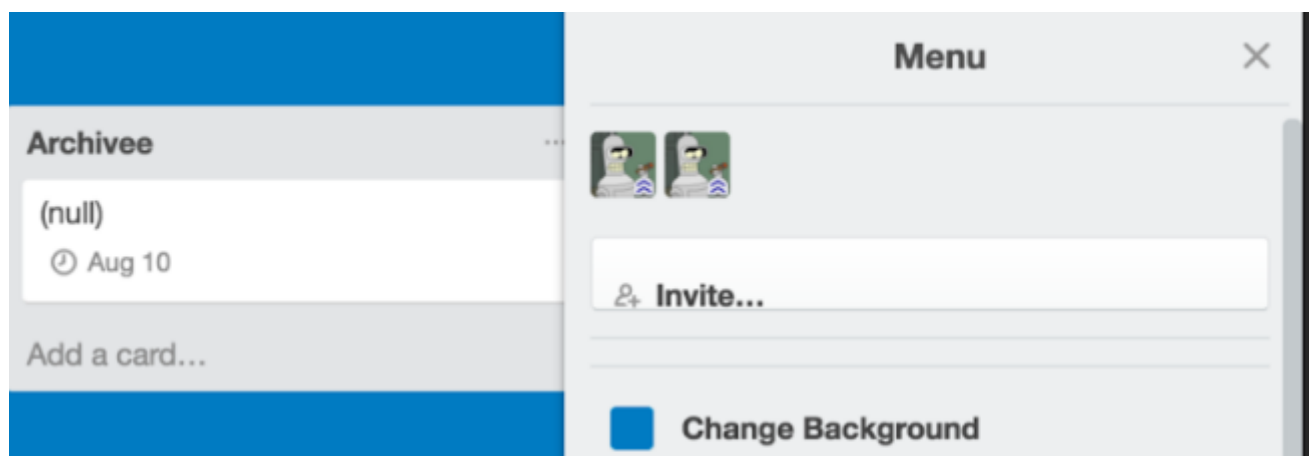 Archivee
(null)
Aug 10
Add a card...
Menu
Invite...
Change Background